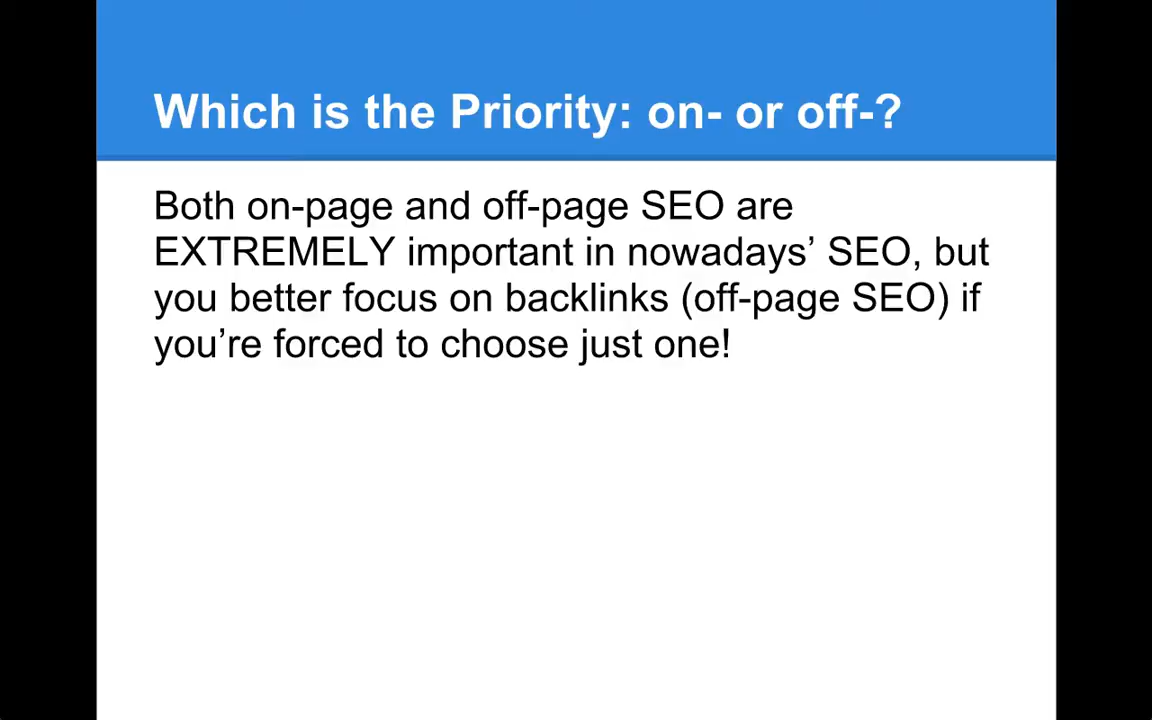 Which is the Priority: on- or off-?
Both on-page and off-page SEO are
EXTREMELY important in nowadays’ SEO, but
you better focus on backlinks (off-page SEO) if
you’re forced to choose just one!